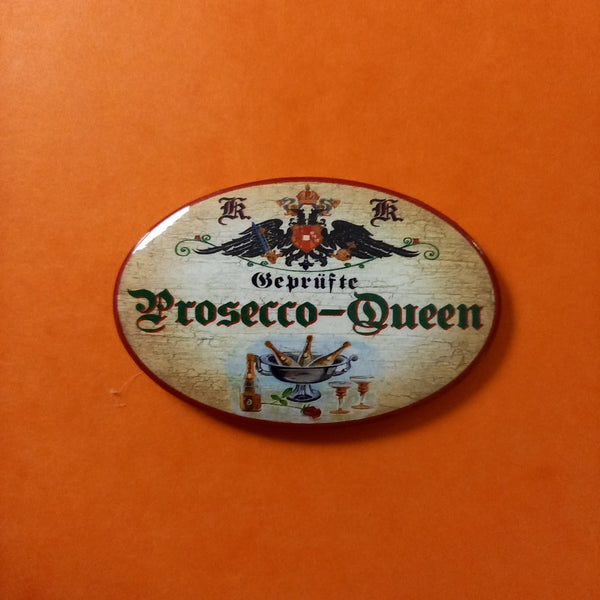 K. K.
Geprüfte
Prosecco-Queen